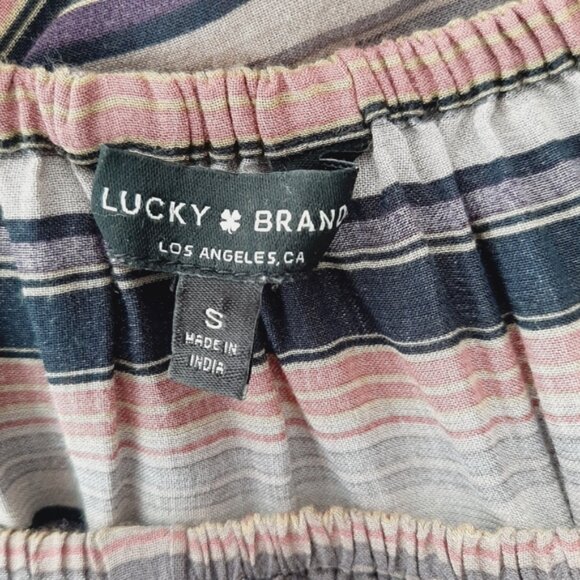 LUCKY BRAND
LOS ANGELES, CA
S
MADE IN
INDIA